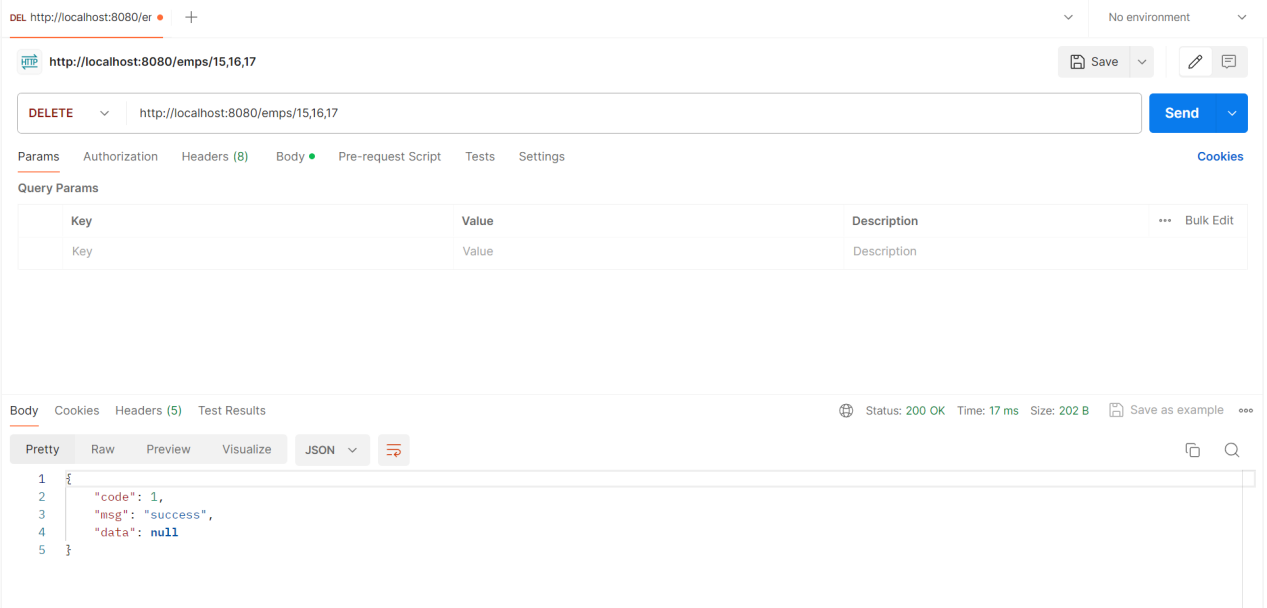 DEL http://localhost:8080/er
No environment
HTTP http://localhost:8080/emps/15,16,17
Save
DELETE http://localhost:8080/emps/15,16,17
Send
Params Authorization Headers (8) Body Pre-request Script Tests Settings Cookies
Query Params
Key Value Description ••• Bulk Edit
Key Value Description
Body Cookies Headers (5) Test Results Status: 200 OK Time: 17 ms Size: 202 B Save as example
Pretty Raw Preview Visualize JSON
1 {
2 "code": 1,
3 "msg": "success",
4 "data": null
5 }